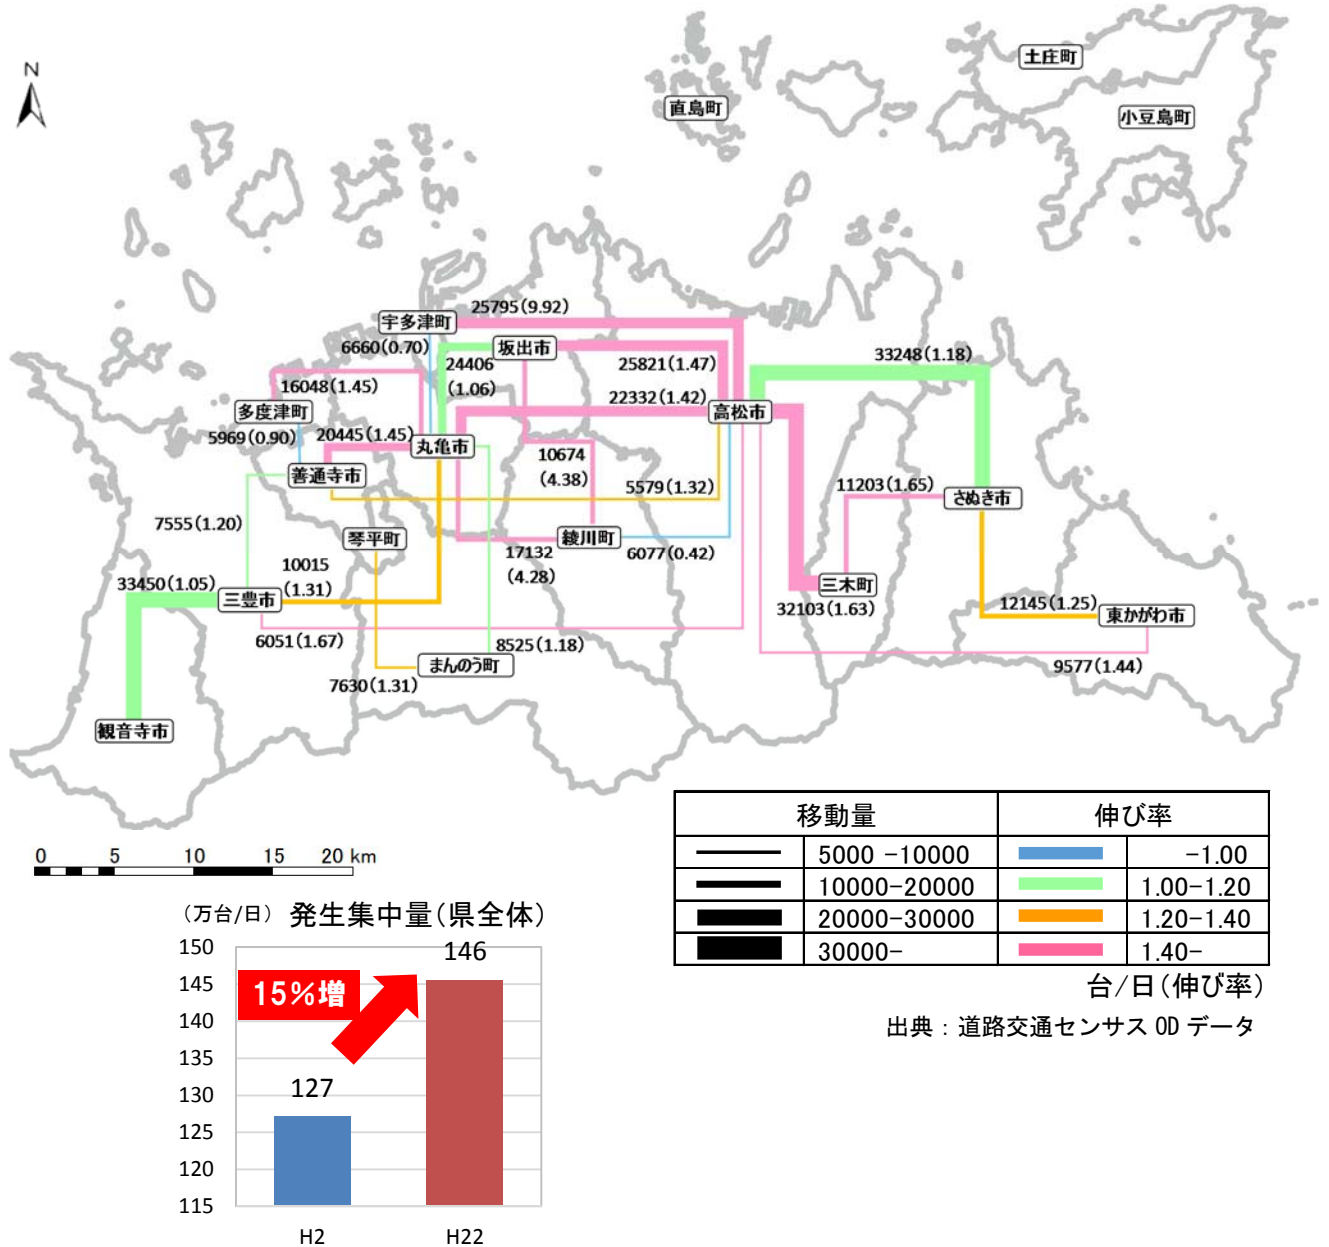 N
土庄町
直島町
小豆島町
25795(9.92)
宇多津町
6660(0.70)
坂出市
24406
(1.06)
25821(1.47)
33248(1.18)
16048(1.45)
22332(1.42)
多度津町
高松市
5969(0.90)
20445(1.45)
丸亀市
善通寺市
10674
(4.38)
5579(1.32)
11203(1.65)
さぬき市
7555(1.20)
琴平町
綾川町
17132
(4.28)
6077(0.42)
10015
(1.31)
33450(1.05)
三豊市
三木町
32103(1.63)
12145(1.25)
東かがわ市
6051(1.67)
8525(1.18)
まんのう町
7630(1.31)
9577(1.44)
観音寺市
移動量 伸び率
5000 -10000 -1.00
10000-20000 1.00-1.20
20000-30000 1.20-1.40
30000- 1.40-
台/日(伸び率)
出典：道路交通センサス OD データ
0 5 10 15 20 km
(万台/日) 発生集中量(県全体)
150
145
140
135
130
125
120
115
15%増
146
127
H2 H22